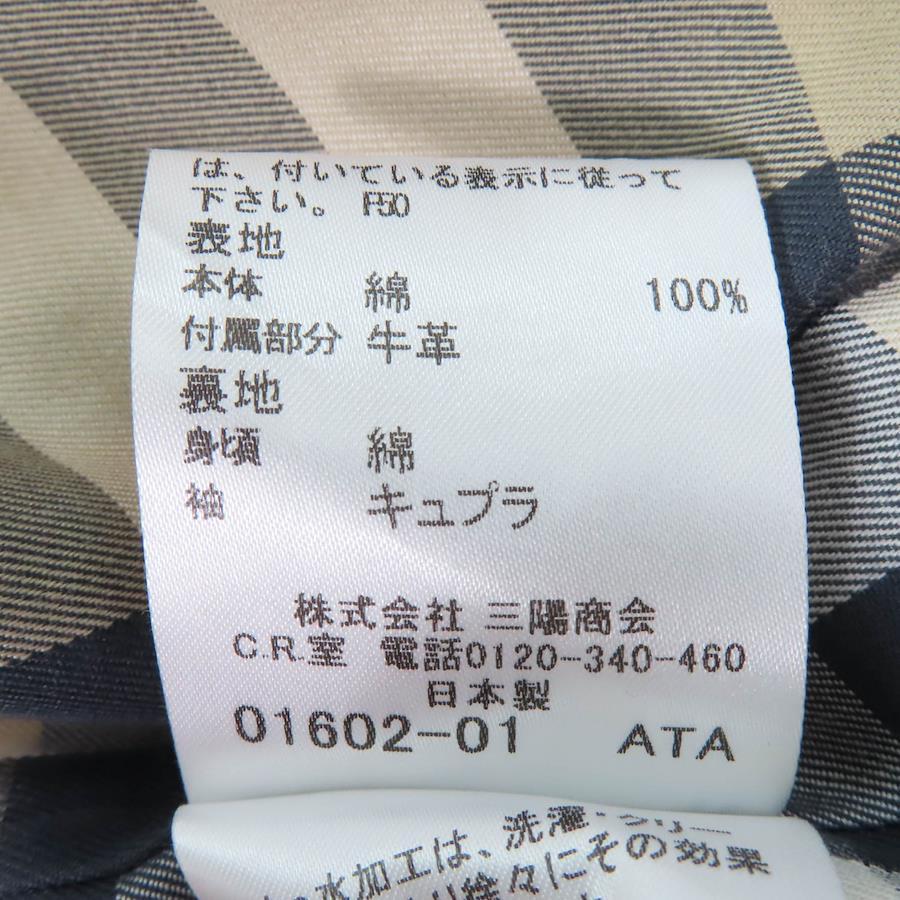 は、付いている表示に従って
下さい。 F50
表地
本体 綿 100%
付属部分 牛革
裏地
身頃 綿
袖 キュプラ
株式会社 三陽商会
C.R.室 電話0120-340-460
日本製
01602-01 ATA
洗濯・クリー
水加工は、
徐々にその効果